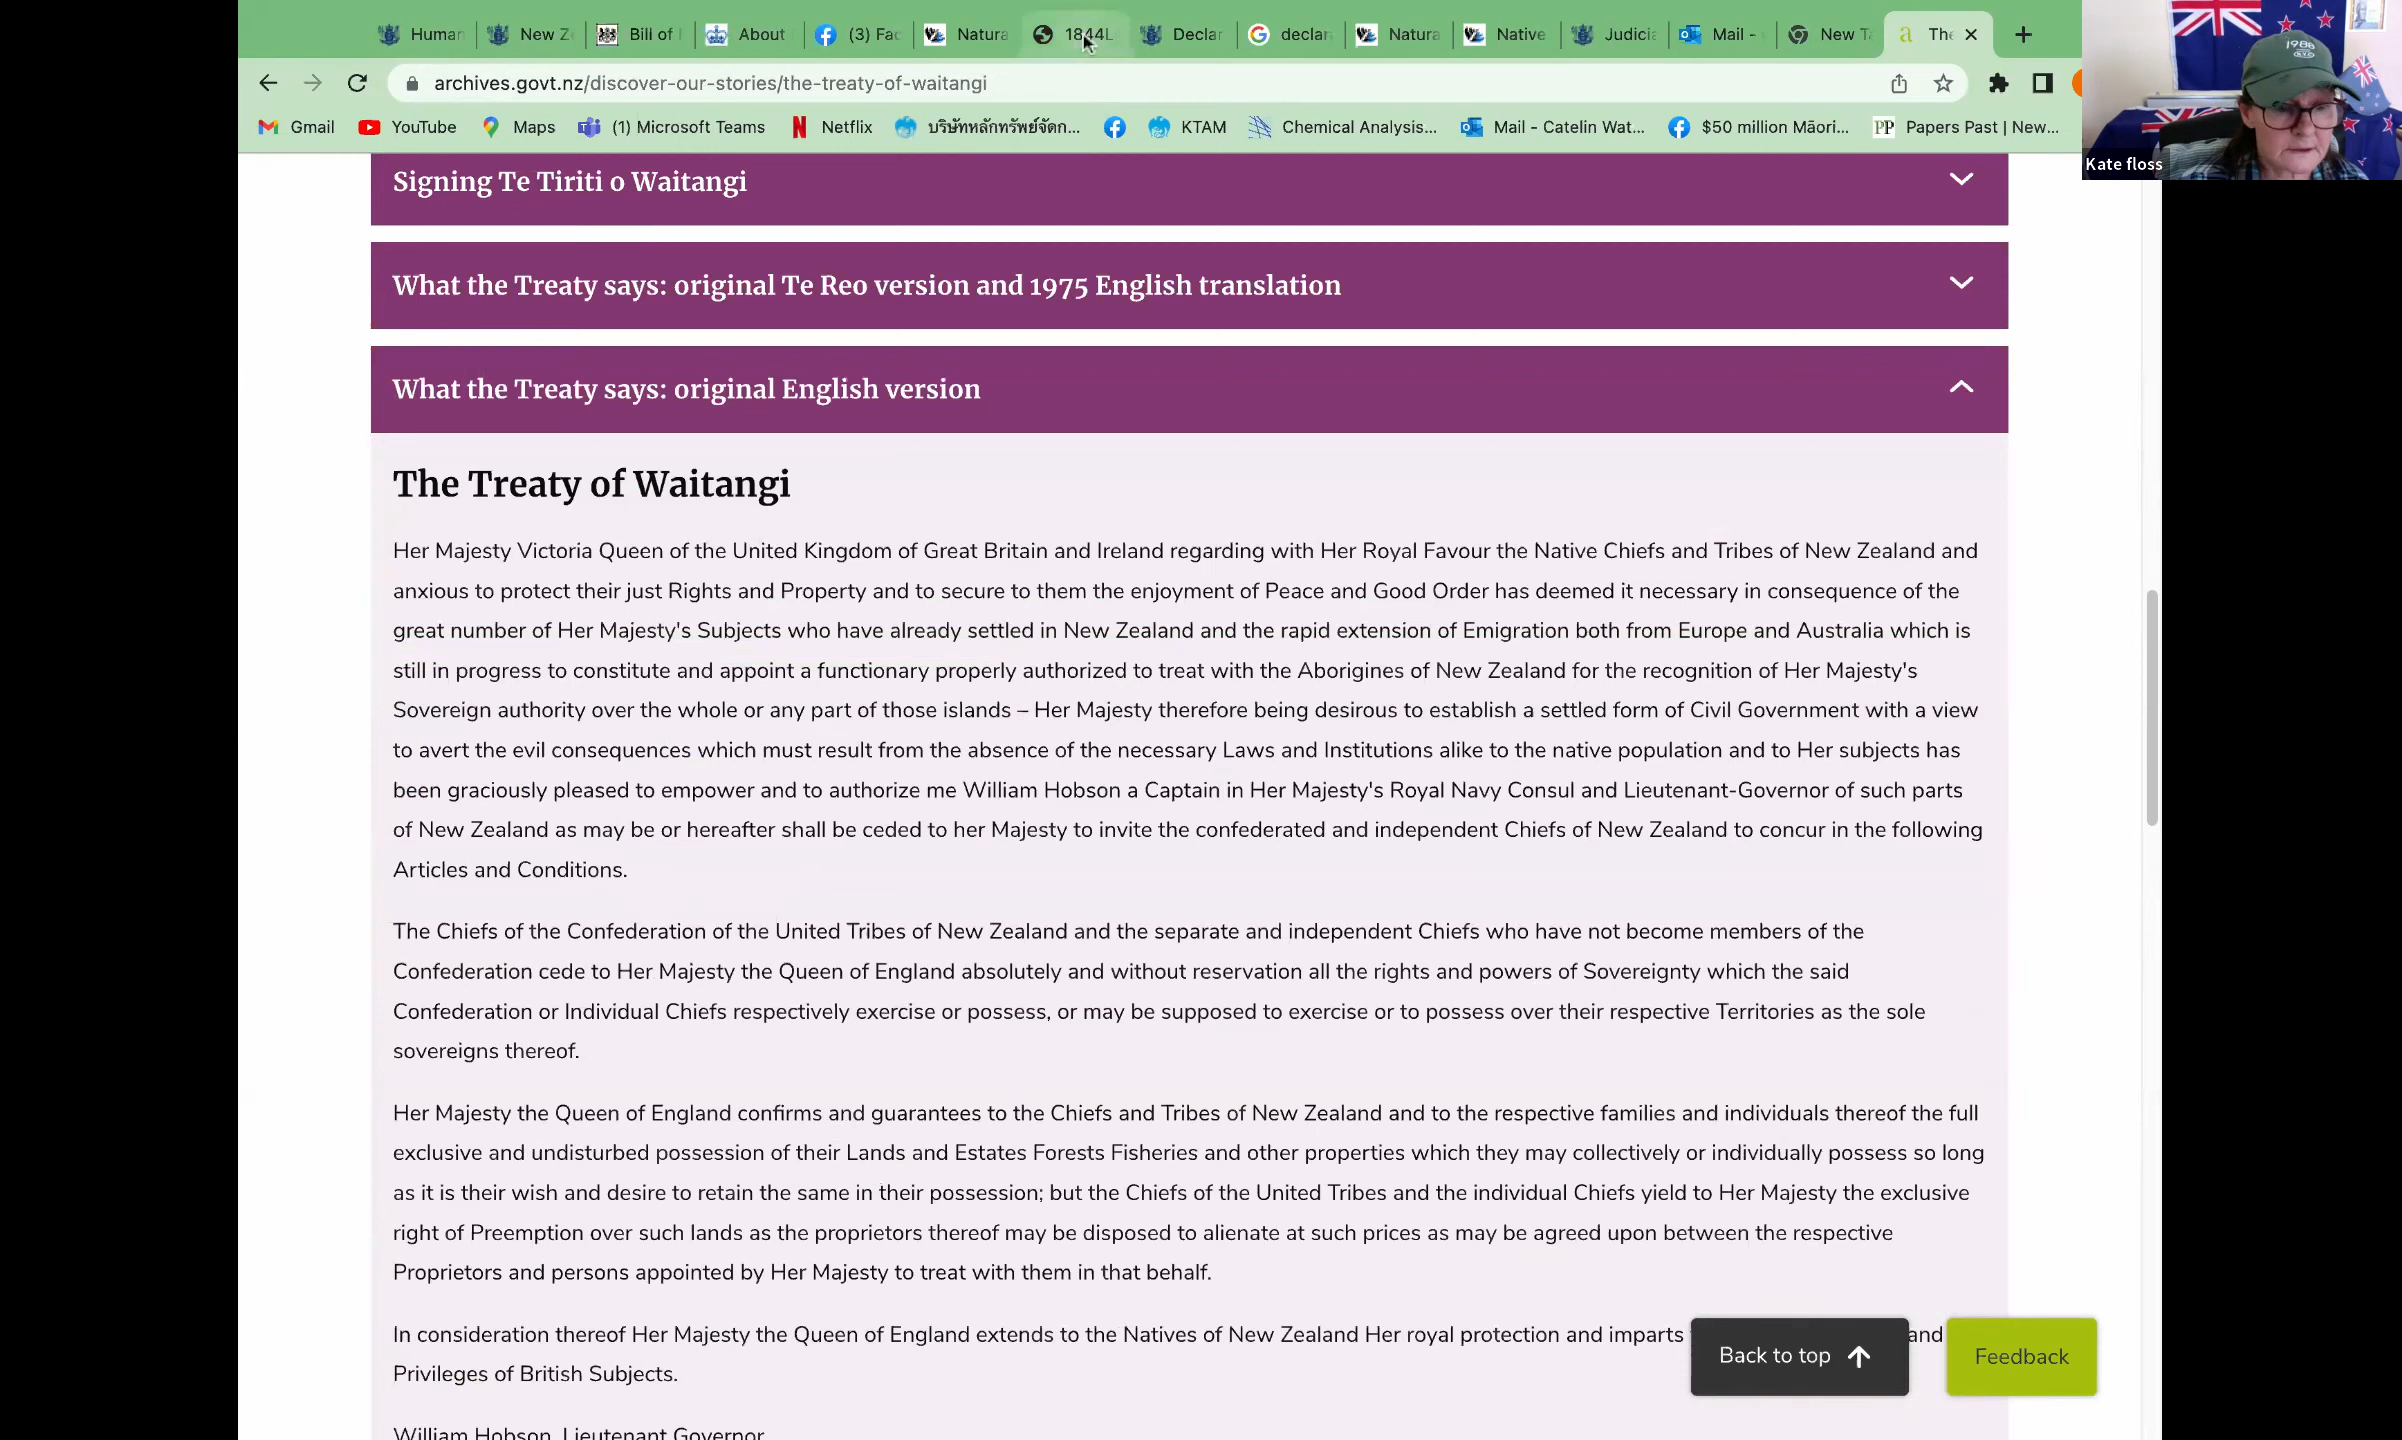 Human
New Z
Bill of
About
(3) Fac
Natura
1844L
Declar
declar
Natura
Native
Judicia
Mail -
New Ta
The
archives.govt.nz/discover-our-stories/the-treaty-of-waitangi
Gmail
YouTube
Maps
(1) Microsoft Teams
Netflix
บริษัทหลักทรัพย์จัดก...
KTAM
Chemical Analysis...
Mail - Catelin Wat...
$50 million Māori...
Papers Past | New...
1986
Kate floss
Signing Te Tiriti o Waitangi
What the Treaty says: original Te Reo version and 1975 English translation
What the Treaty says: original English version
The Treaty of Waitangi
Her Majesty Victoria Queen of the United Kingdom of Great Britain and Ireland regarding with Her Royal Favour the Native Chiefs and Tribes of New Zealand and
anxious to protect their just Rights and Property and to secure to them the enjoyment of Peace and Good Order has deemed it necessary in consequence of the
great number of Her Majesty's Subjects who have already settled in New Zealand and the rapid extension of Emigration both from Europe and Australia which is
still in progress to constitute and appoint a functionary properly authorized to treat with the Aborigines of New Zealand for the recognition of Her Majesty's
Sovereign authority over the whole or any part of those islands – Her Majesty therefore being desirous to establish a settled form of Civil Government with a view
to avert the evil consequences which must result from the absence of the necessary Laws and Institutions alike to the native population and to Her subjects has
been graciously pleased to empower and to authorize me William Hobson a Captain in Her Majesty's Royal Navy Consul and Lieutenant-Governor of such parts
of New Zealand as may be or hereafter shall be ceded to her Majesty to invite the confederated and independent Chiefs of New Zealand to concur in the following
Articles and Conditions.
The Chiefs of the Confederation of the United Tribes of New Zealand and the separate and independent Chiefs who have not become members of the
Confederation cede to Her Majesty the Queen of England absolutely and without reservation all the rights and powers of Sovereignty which the said
Confederation or Individual Chiefs respectively exercise or possess, or may be supposed to exercise or to possess over their respective Territories as the sole
sovereigns thereof.
Her Majesty the Queen of England confirms and guarantees to the Chiefs and Tribes of New Zealand and to the respective families and individuals thereof the full
exclusive and undisturbed possession of their Lands and Estates Forests Fisheries and other properties which they may collectively or individually possess so long
as it is their wish and desire to retain the same in their possession; but the Chiefs of the United Tribes and the individual Chiefs yield to Her Majesty the exclusive
right of Preemption over such lands as the proprietors thereof may be disposed to alienate at such prices as may be agreed upon between the respective
Proprietors and persons appointed by Her Majesty to treat with them in that behalf.
In consideration thereof Her Majesty the Queen of England extends to the Natives of New Zealand Her royal protection and imparts and
Privileges of British Subjects.
William Hobson, Lieutenant Governor
Back to top
Feedback